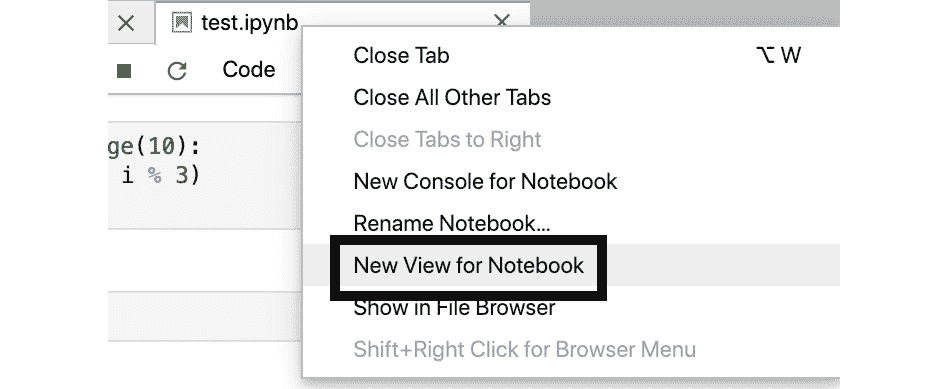 test.ipynb
Code
ge(10):
i % 3)
Close Tab ⌥ W
Close All Other Tabs
Close Tabs to Right
New Console for Notebook
Rename Notebook...
New View for Notebook
Show in File Browser
Shift+Right Click for Browser Menu